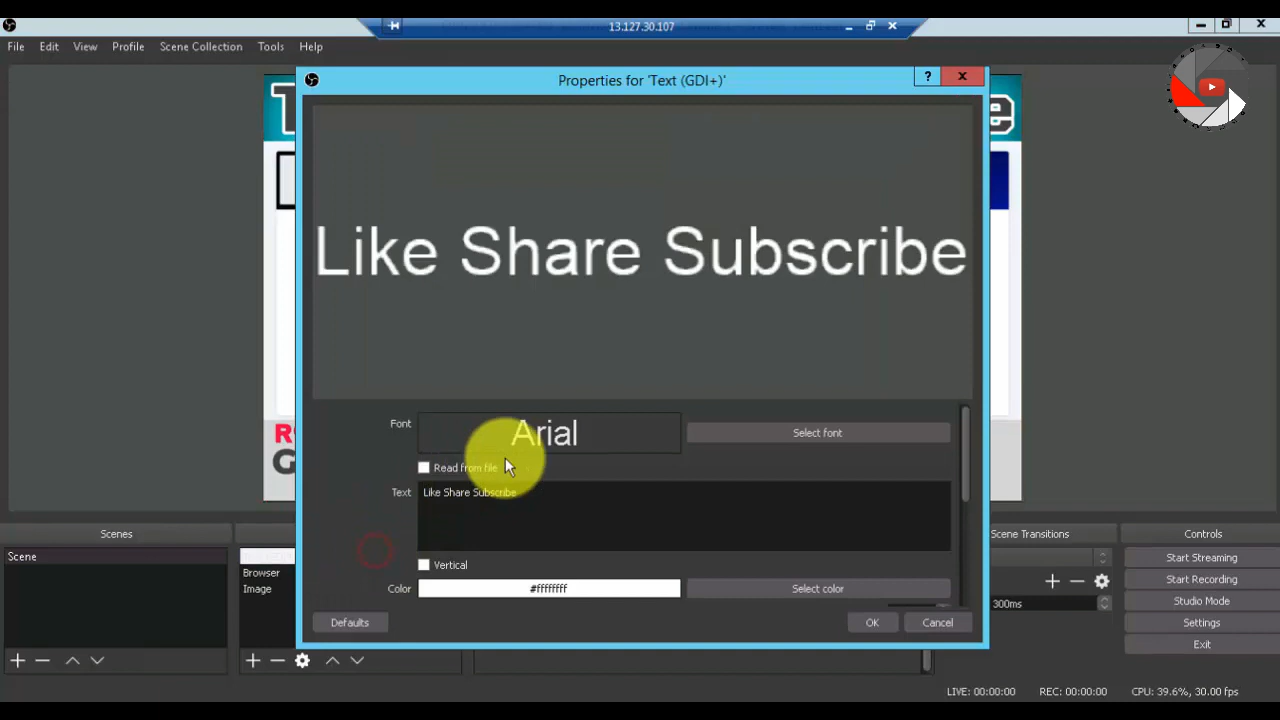 13.127.30.107
File Edit View Profile Scene Collection Tools Help
Properties for 'Text (GDI+)'
?
Like Share Subscribe
Font Arial Select font
Read from file
Text Like Share Subscribe
Vertical
Color #ffffffff Select color
Defaults OK Cancel
Scenes Scene Transitions Controls
Scene Start Streaming
Browser Start Recording
Image 300ms Studio Mode
Settings
Exit
LIVE: 00:00:00 REC: 00:00:00 CPU: 39.6%, 30.00 fps